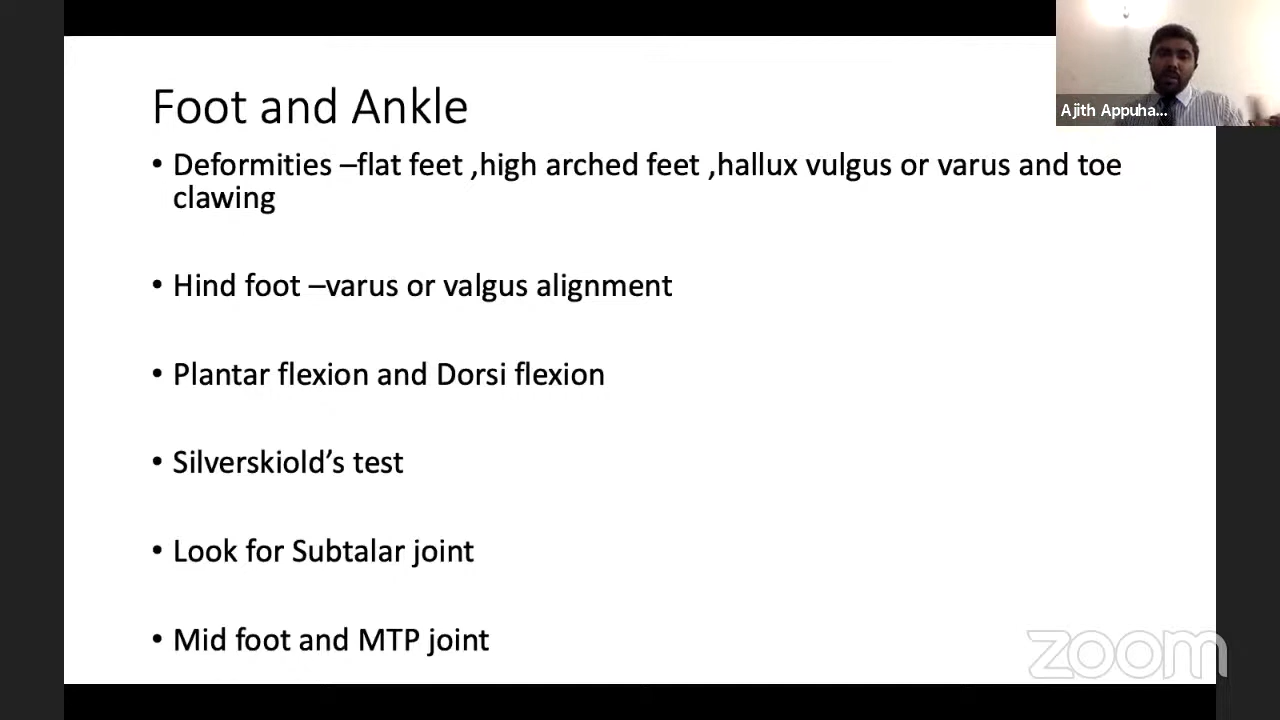 Foot and Ankle
• Deformities –flat feet ,high arched feet ,hallux vulgus or varus and toe
clawing
• Hind foot –varus or valgus alignment
• Plantar flexion and Dorsi flexion
• Silverskiold’s test
• Look for Subtalar joint
• Mid foot and MTP joint
Ajith Appuha...
zoom